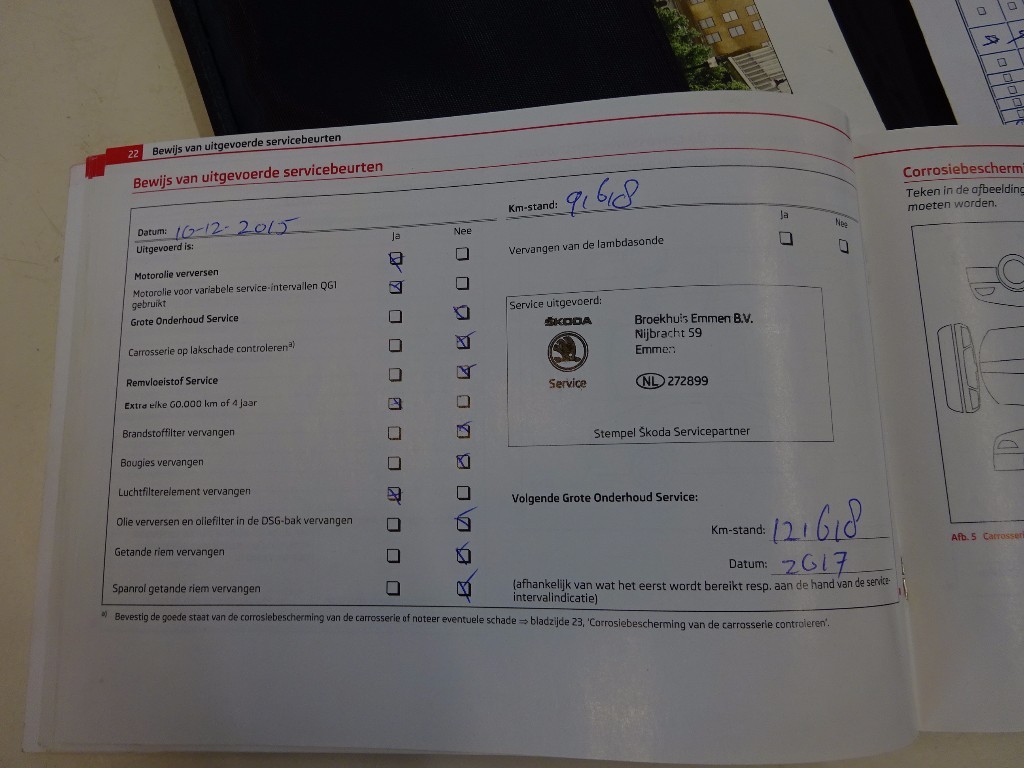 22 Bewijs van uitgevoerde servicebeurten
Bewijs van uitgevoerde servicebeurten
Datum: 10-12-2015
Km-stand: 91618
Uitgevoerd is:
Ja
Nee
Motorolie verversen
Motorolie voor variabele service-intervallen QG1
gebruikt
Grote Onderhoud Service
Carrosserie op lakschade controlerenᵃ⁾
Remvloeistof Service
Extra elke 60.000 km of 4 jaar
Brandstoffilter vervangen
Bougies vervangen
Luchtfilterelement vervangen
Olie verversen en oliefilter in de DSG-bak vervangen
Getande riem vervangen
Spanrol getande riem vervangen
Ja
Nee
Vervangen van de lambdasonde
Service uitgevoerd:
ŠKODA
Service
Broekhuis Emmen B.V.
Nijbracht 59
Emmen
NL 272899
Stempel Škoda Servicepartner
Volgende Grote Onderhoud Service:
Km-stand: 121618
Datum: 2017
(afhankelijk van wat het eerst wordt bereikt resp. aan de hand van de service-
intervalindicatie)
ᵃ⁾ Bevestig de goede staat van de corrosiebescherming van de carrosserie of noteer eventuele schade ⇒ bladzijde 23, 'Corrosiebescherming van de carrosserie controleren'.
Corrosiebescherm
Teken in de afbeelding
moeten worden.
Afb. 5 Carrosseri